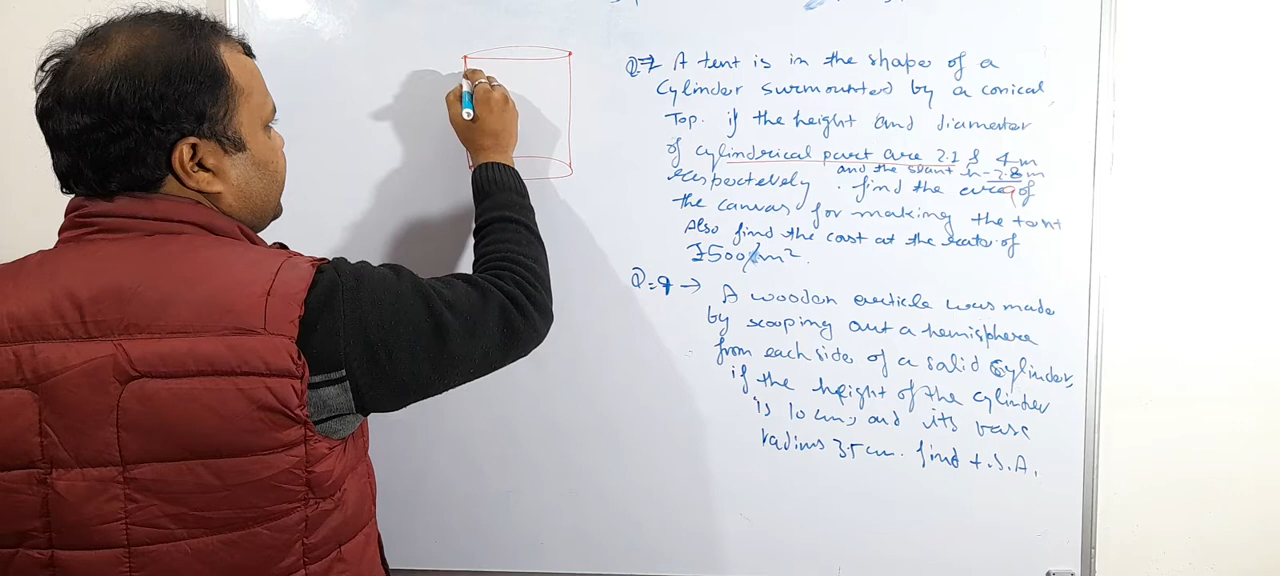 Q=7 A tent is in the shape of a
Cylinder surmounted by a conical
Top. if the height and diameter
of cylindrical part are 2.1 & 4m
and the slant h-2.8m
respectively. find the area of
the canvas for making the tent
Also find the cost at the rate of
₹500/m²
Q=9 → A wooden article was made
by scooping out a hemisphere
from each side of a solid cylinder,
if the height of the cylinder
is 10 cm, and its base
radius 3.5 cm. find t.S.A.